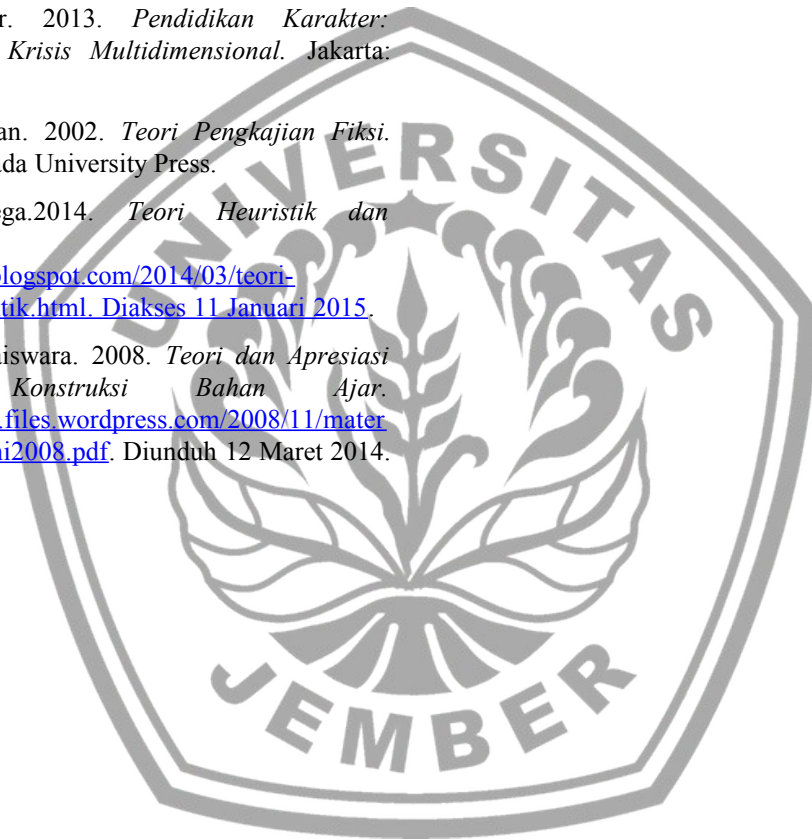 r. 2013. Pendidikan Karakter:
Krisis Multidimensional. Jakarta:
an. 2002. Teori Pengkajian Fiksi.
ada University Press.
ega.2014. Teori Heuristik dan
blogspot.com/2014/03/teori-
tik.html. Diakses 11 Januari 2015.
iswara. 2008. Teori dan Apresiasi
Konstruksi Bahan Ajar.
.files.wordpress.com/2008/11/mater
ni2008.pdf. Diunduh 12 Maret 2014.
UNIVERSITAS
JEMBER